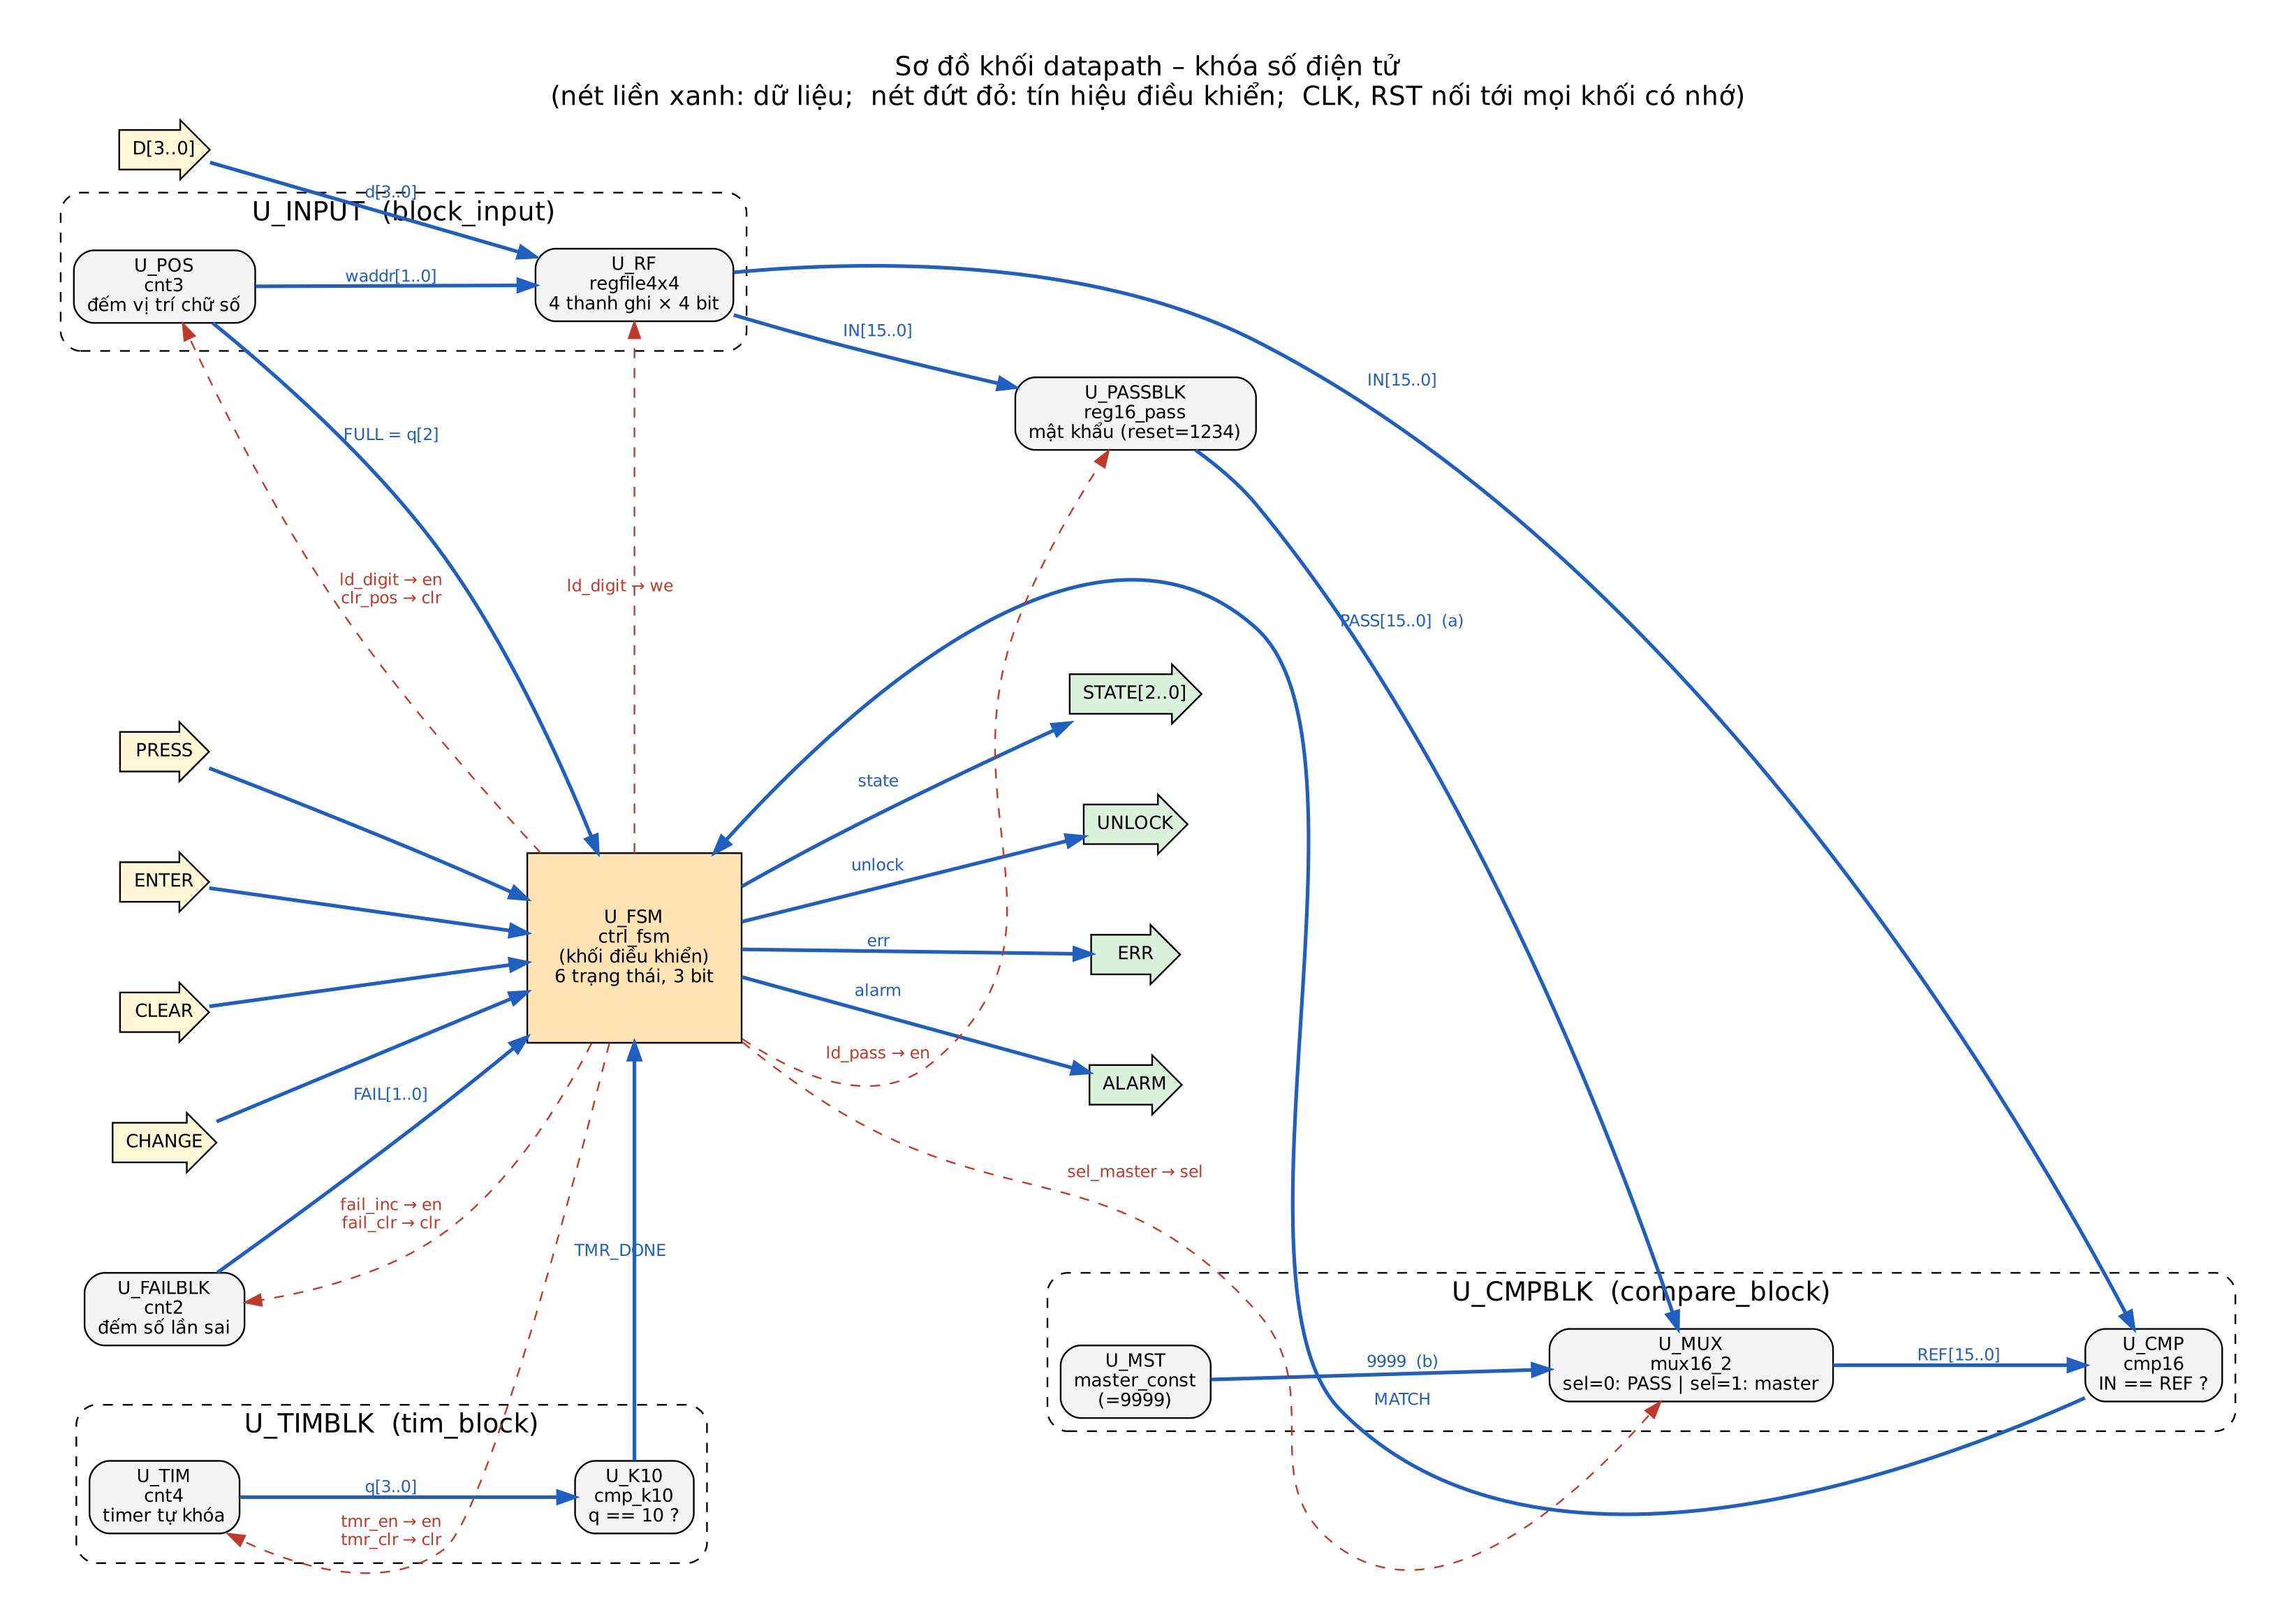 Sơ đồ khối datapath – khóa số điện tử
(nét liền xanh: dữ liệu;  nét đứt đỏ: tín hiệu điều khiển;  CLK, RST nối tới mọi khối có nhớ)
D[3..0]
d[3..0]
U_INPUT  (block_input)
U_POS
cnt3
đếm vị trí chữ số
waddr[1..0]
U_RF
regfile4x4
4 thanh ghi × 4 bit
IN[15..0]
IN[15..0]
U_PASSBLK
reg16_pass
mật khẩu (reset=1234)
FULL = q[2]
ld_digit → en
clr_pos → clr
ld_digit → we
PASS[15..0]  (a)
PRESS
ENTER
CLEAR
CHANGE
U_FSM
ctrl_fsm
(khối điều khiển)
6 trạng thái, 3 bit
state
STATE[2..0]
unlock
UNLOCK
err
ERR
alarm
ALARM
ld_pass → en
sel_master → sel
FAIL[1..0]
fail_inc → en
fail_clr → clr
TMR_DONE
U_FAILBLK
cnt2
đếm số lần sai
U_CMPBLK  (compare_block)
U_MST
master_const
(=9999)
9999  (b)
MATCH
U_MUX
mux16_2
sel=0: PASS | sel=1: master
REF[15..0]
U_CMP
cmp16
IN == REF ?
U_TIMBLK  (tim_block)
U_TIM
cnt4
timer tự khóa
q[3..0]
tmr_en → en
tmr_clr → clr
U_K10
cmp_k10
q == 10 ?